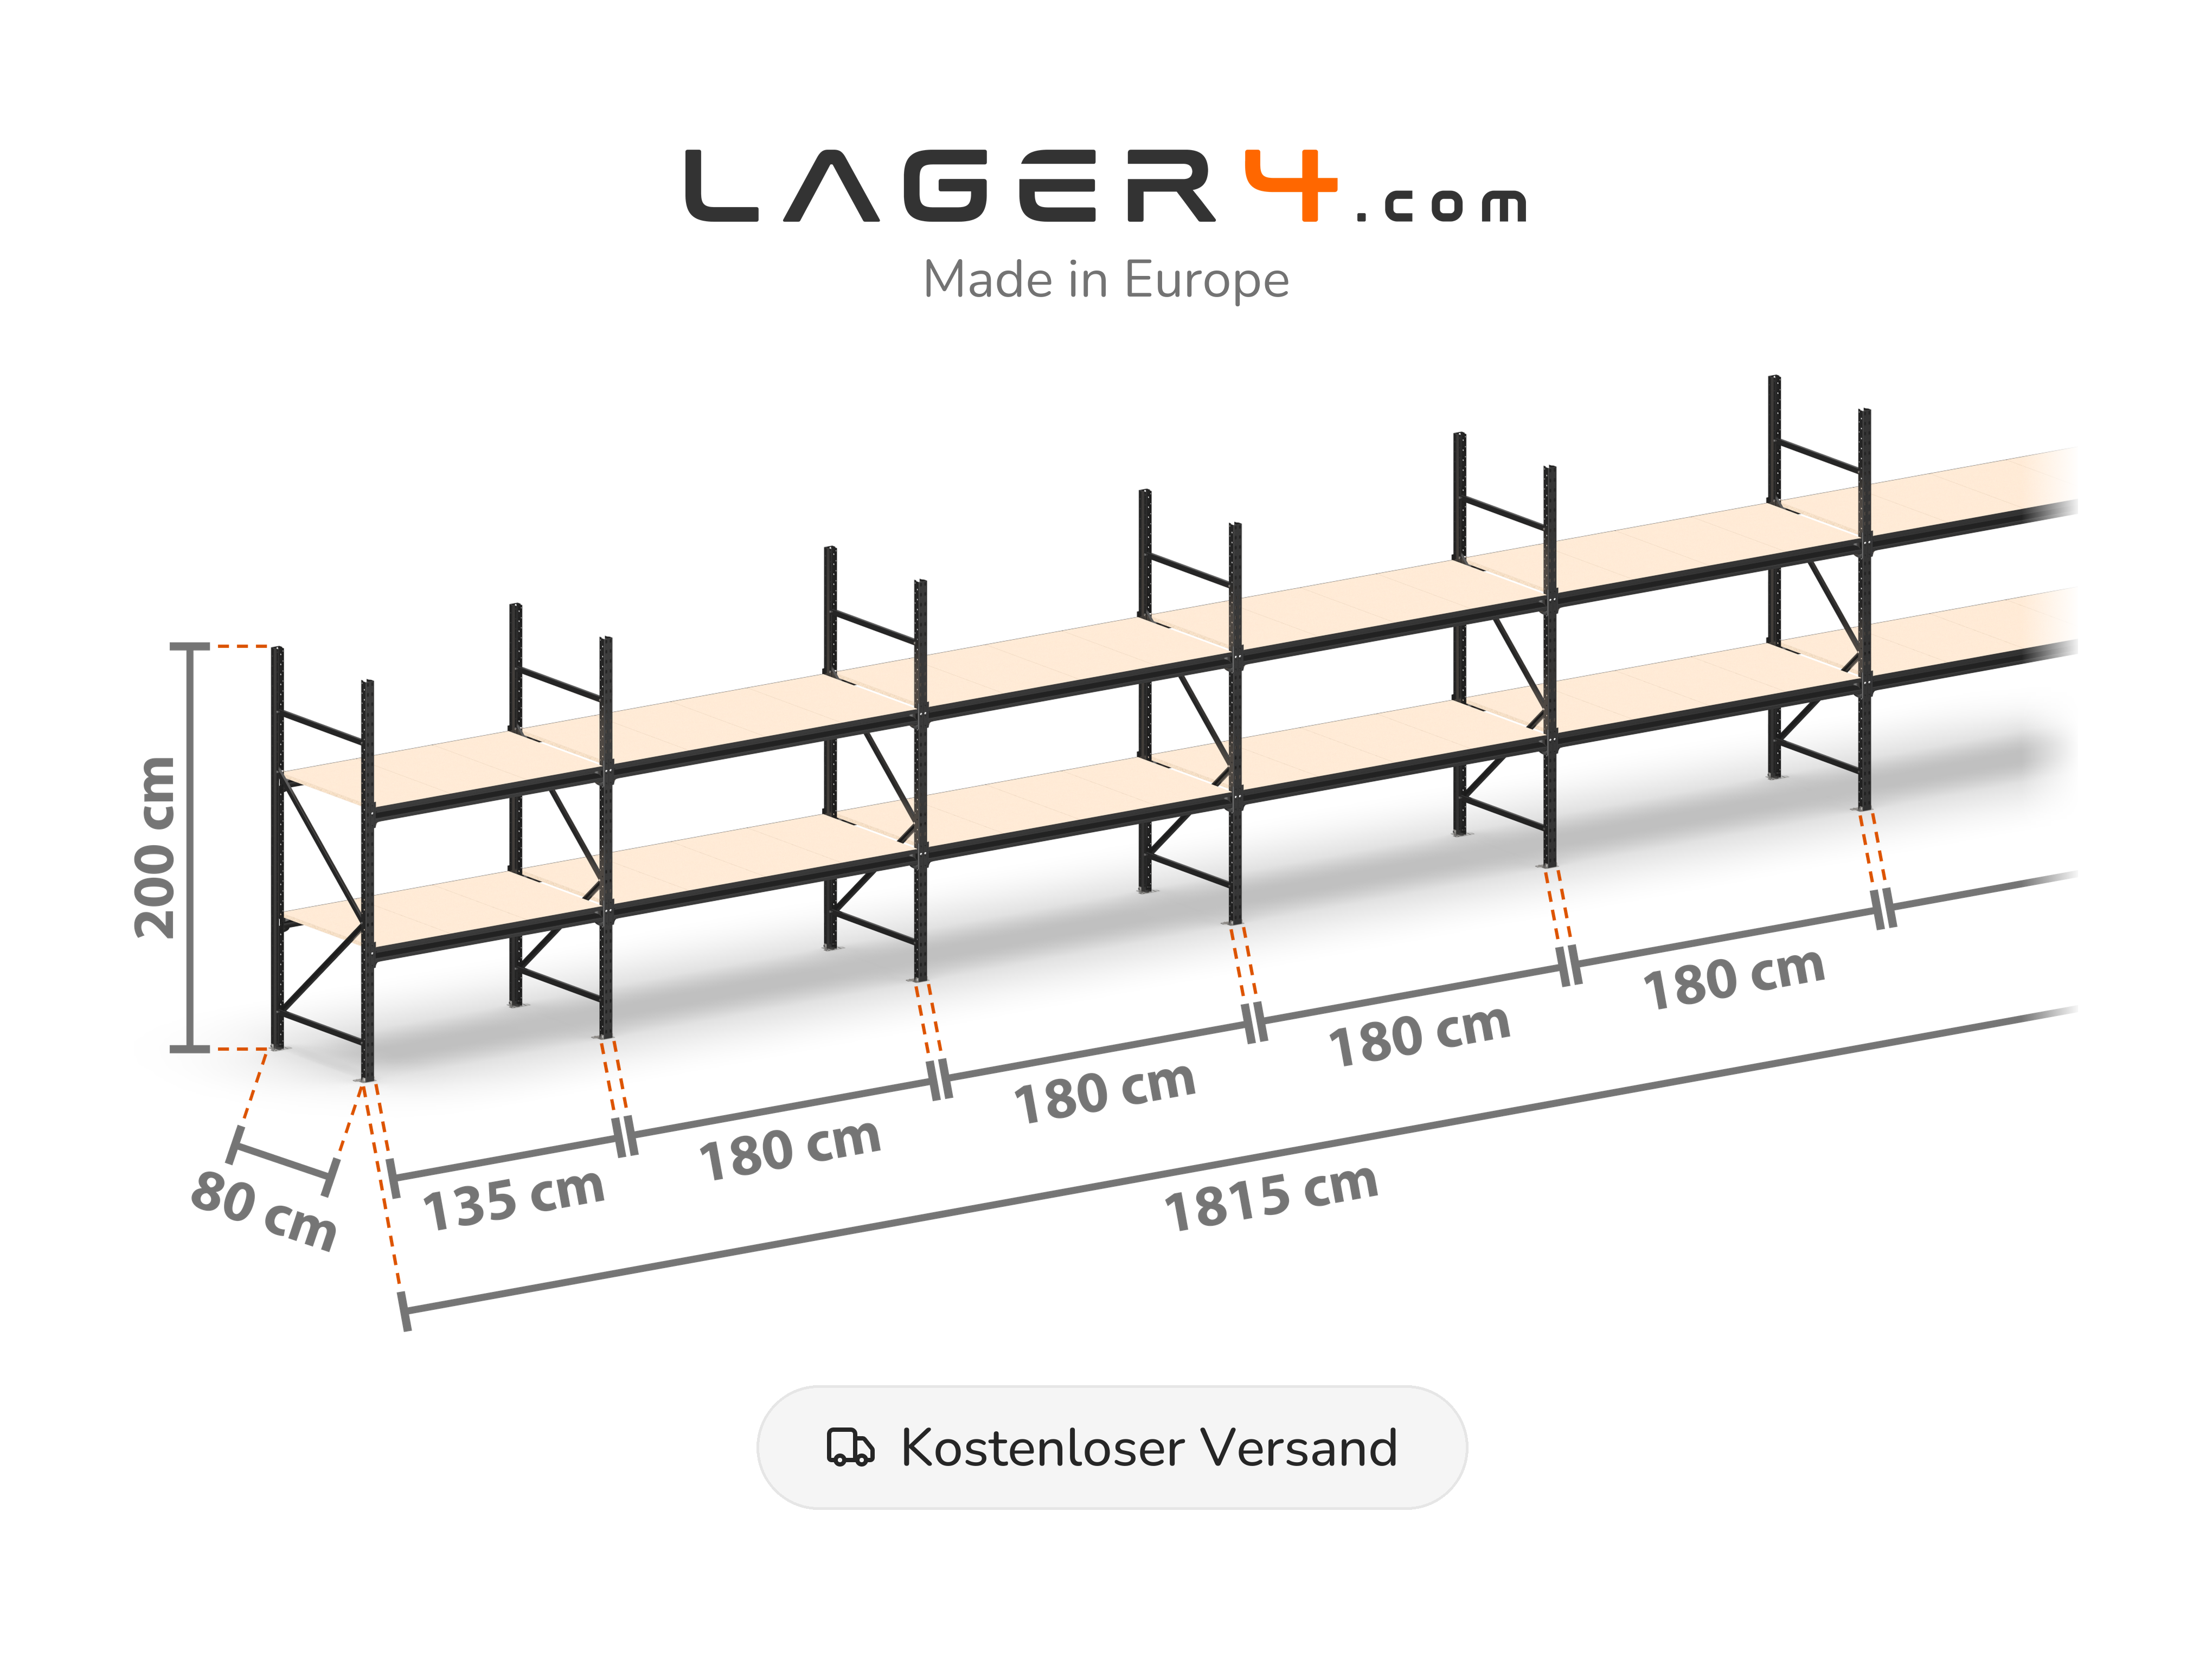 LAGER4.com
Made in Europe
200 cm
80 cm
135 cm
180 cm
180 cm
180 cm
180 cm
1815 cm
Kostenloser Versand